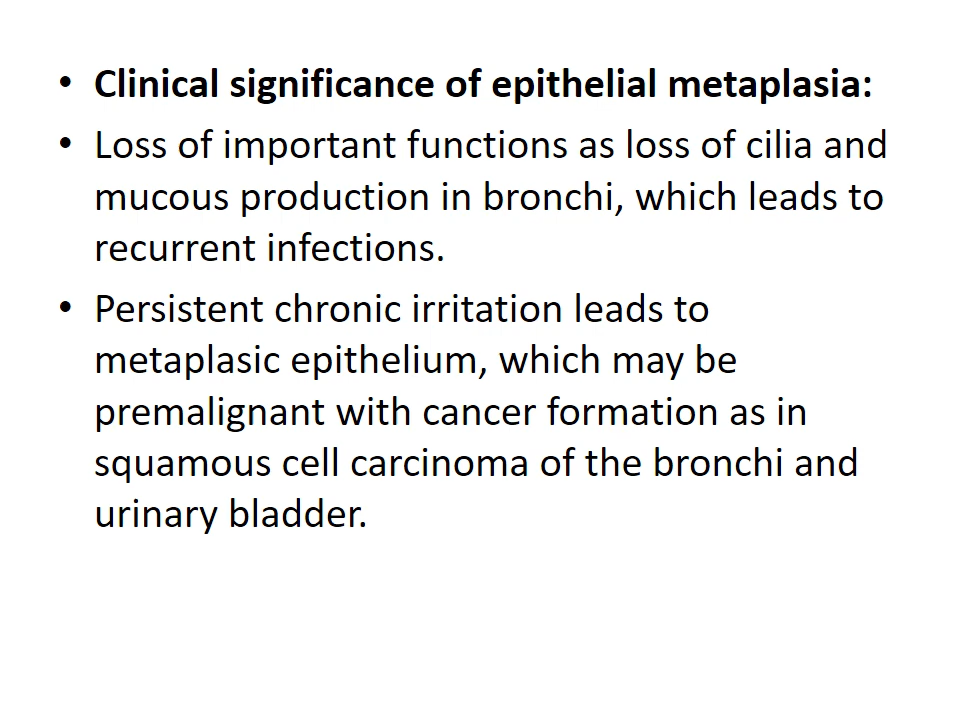 • Clinical significance of epithelial metaplasia:
• Loss of important functions as loss of cilia and
mucous production in bronchi, which leads to
recurrent infections.
• Persistent chronic irritation leads to
metaplasic epithelium, which may be
premalignant with cancer formation as in
squamous cell carcinoma of the bronchi and
urinary bladder.